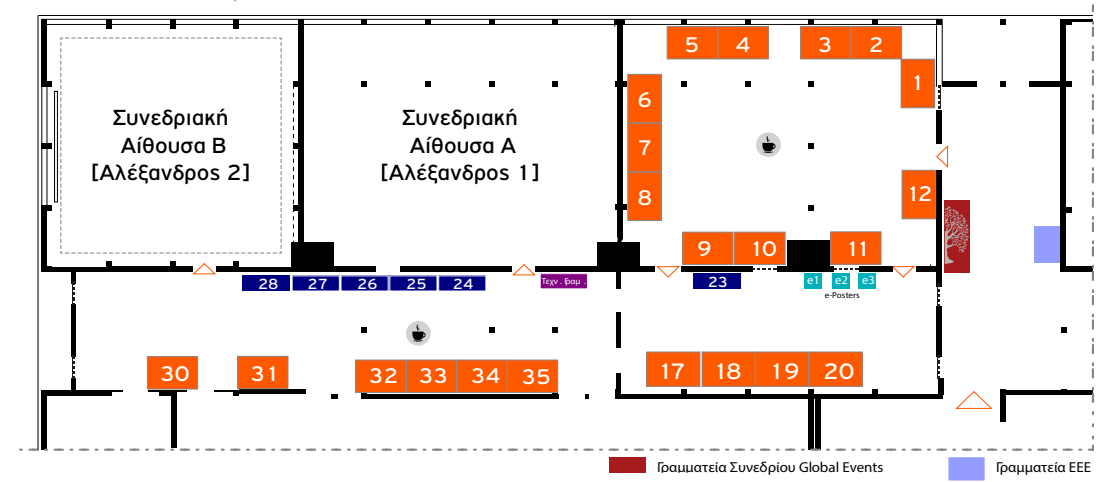 5 4 3 2
1
6
Συνεδριακή
Αίθουσα Β
[Αλέξανδρος 2]
Συνεδριακή
Αίθουσα Α
[Αλέξανδρος 1]
7
8
12
9 10 11
28 27 26 25 24
Τεχν. Γραμ.
23
e1 e2 e3
e-Posters
30 31
32 33 34 35
17 18 19 20
Γραμματεία Συνεδρίου Global Events
Γραμματεία ΕΕΕ